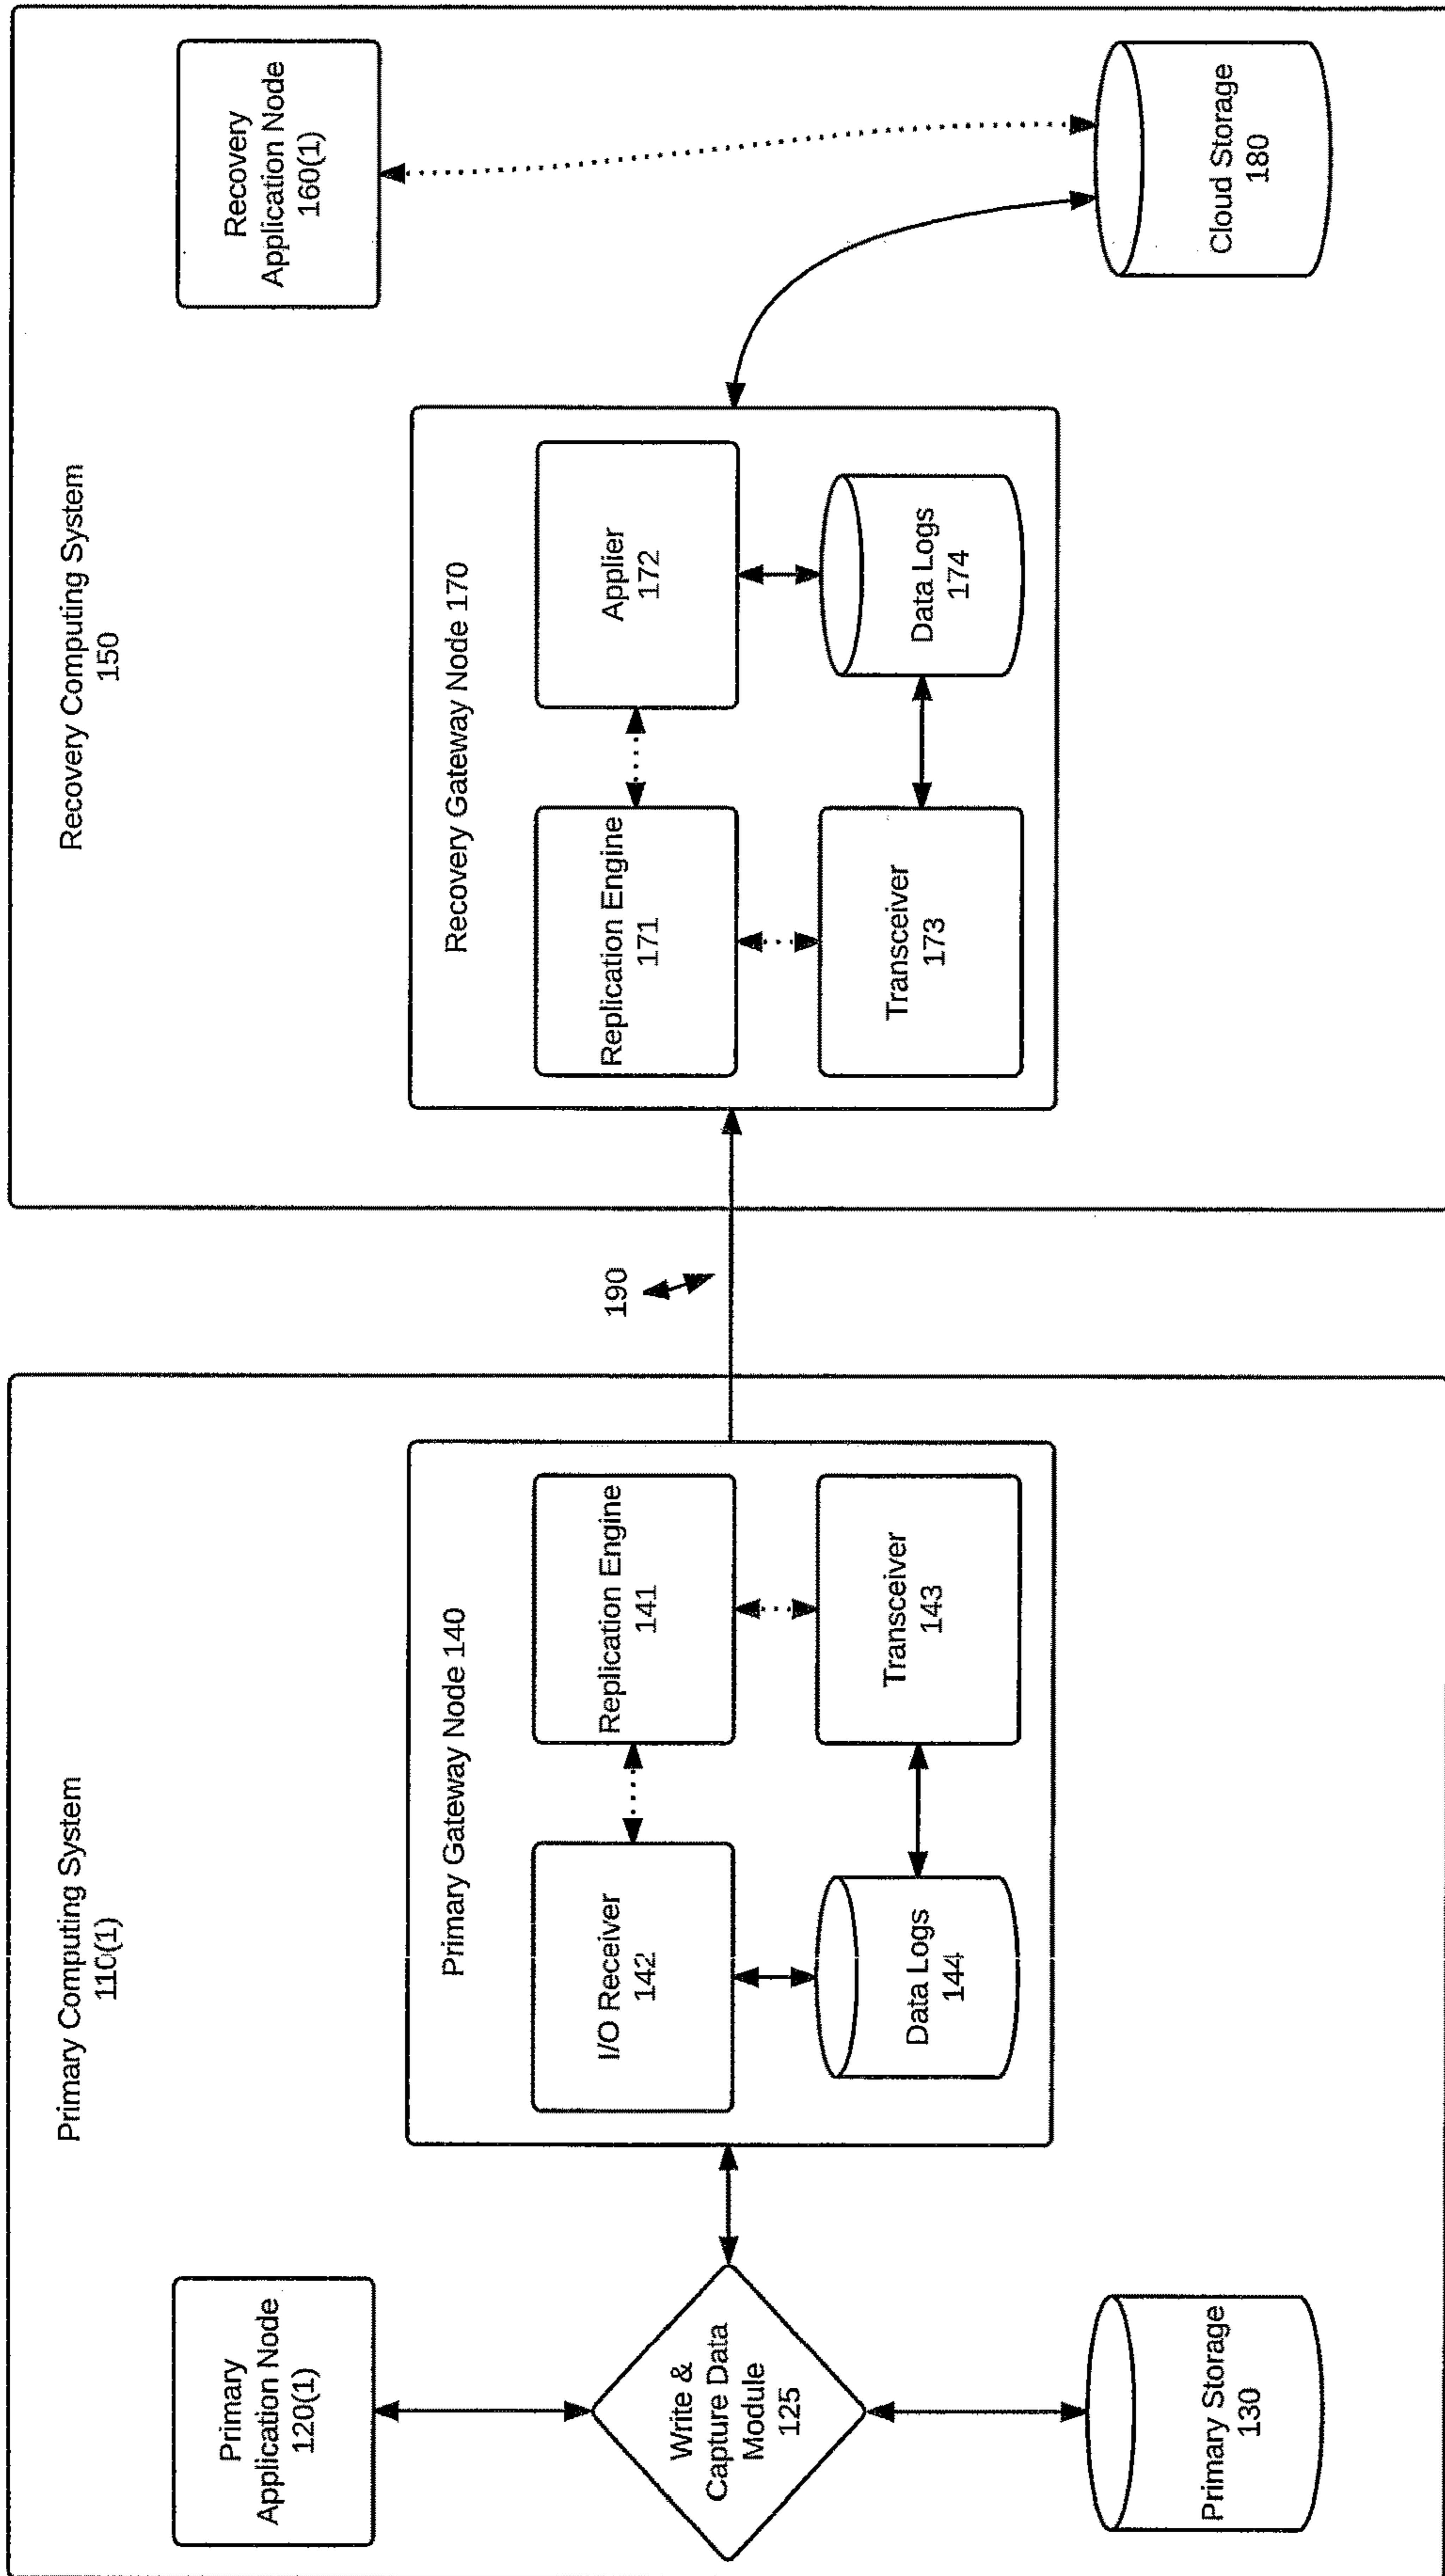 Primary Computing System
110(1)
Primary
Application Node
120(1)
Write &
Capture Data
Module
125
Primary Storage
130
Primary Gateway Node 140
I/O Receiver
142
Replication Engine
141
Data Logs
144
Transceiver
143
190
Recovery Computing System
150
Recovery Gateway Node 170
Replication Engine
171
Applier
172
Transceiver
173
Data Logs
174
Recovery
Application Node
160(1)
Cloud Storage
180